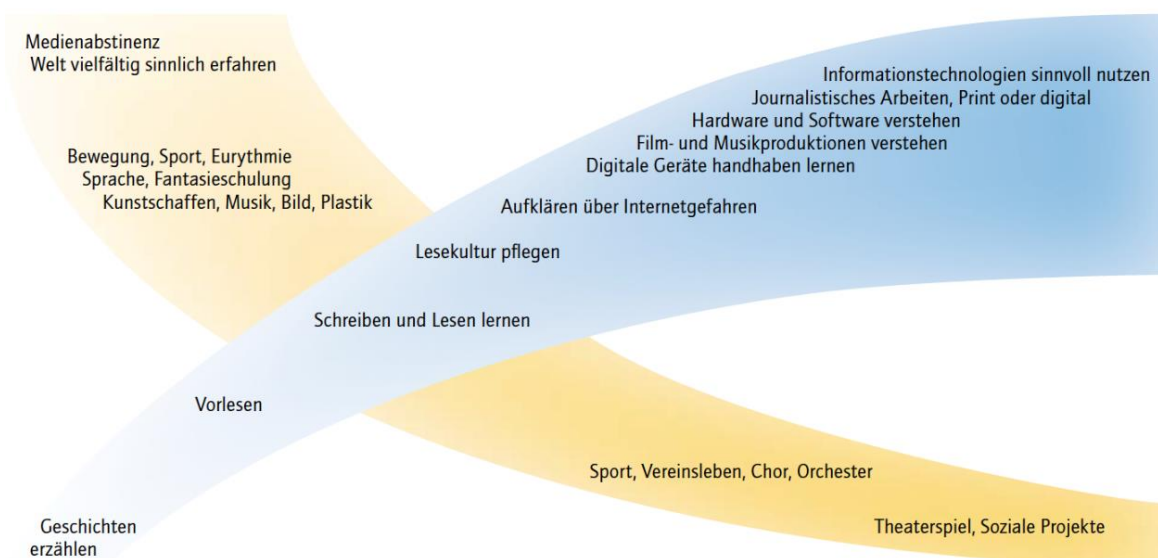 Medienabstinenz
Welt vielfältig sinnlich erfahren
Informationstechnologien sinnvoll nutzen
Journalistisches Arbeiten, Print oder digital
Hardware und Software verstehen
Film- und Musikproduktionen verstehen
Digitale Geräte handhaben lernen
Bewegung, Sport, Eurythmie
Sprache, Fantasieschulung
Kunstschaffen, Musik, Bild, Plastik
Aufklären über Internetgefahren
Lesekultur pflegen
Schreiben und Lesen lernen
Vorlesen
Sport, Vereinsleben, Chor, Orchester
Geschichten
erzählen
Theaterspiel, Soziale Projekte